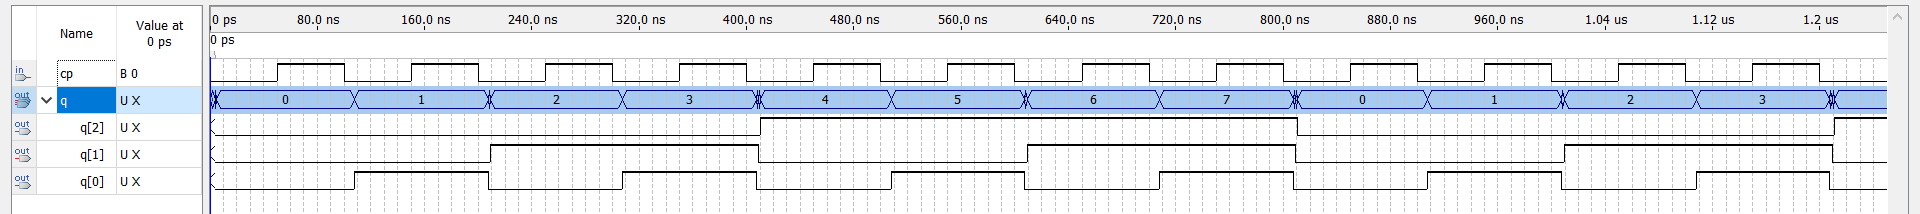 Name
Value at
0 ps
0 ps 80.0 ns 160.0 ns 240.0 ns 320.0 ns 400.0 ns 480.0 ns 560.0 ns 640.0 ns 720.0 ns 800.0 ns 880.0 ns 960.0 ns 1.04 us 1.12 us 1.2 us
0 ps
in cp B 0
out q U X 0 1 2 3 4 5 6 7 0 1 2 3
out q[2] U X
out q[1] U X
out q[0] U X